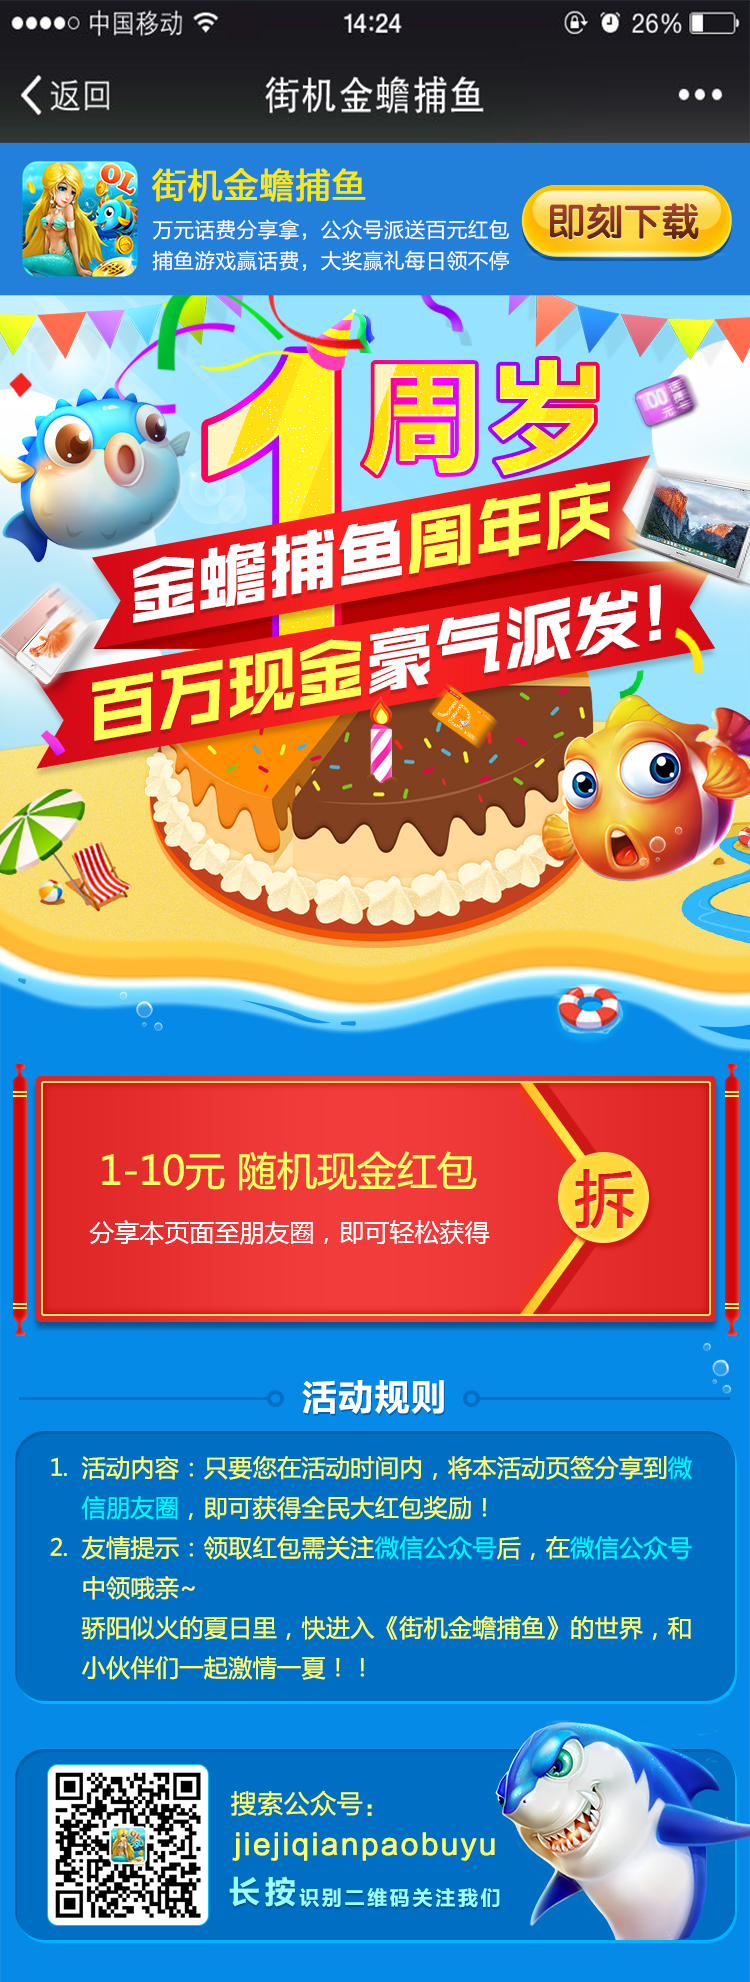 中国移动
14:24
26%
返回
街机金蟾捕鱼
OL
街机金蟾捕鱼
万元话费分享拿，公众号派送百元红包
捕鱼游戏赢话费，大奖赢礼每日领不停
即刻下载
1周岁
100
金蟾捕鱼周年庆
百万现金豪气派发!
1-10元 随机现金红包
分享本页面至朋友圈，即可轻松获得
拆
活动规则
1. 活动内容：只要您在活动时间内，将本活动页签分享到微
信朋友圈，即可获得全民大红包奖励！
2. 友情提示：领取红包需关注微信公众号后，在微信公众号
中领哦亲~
骄阳似火的夏日里，快进入《街机金蟾捕鱼》的世界，和
小伙伴们一起激情一夏！！
搜索公众号：
jiejiqianpaobuyu
长按识别二维码关注我们